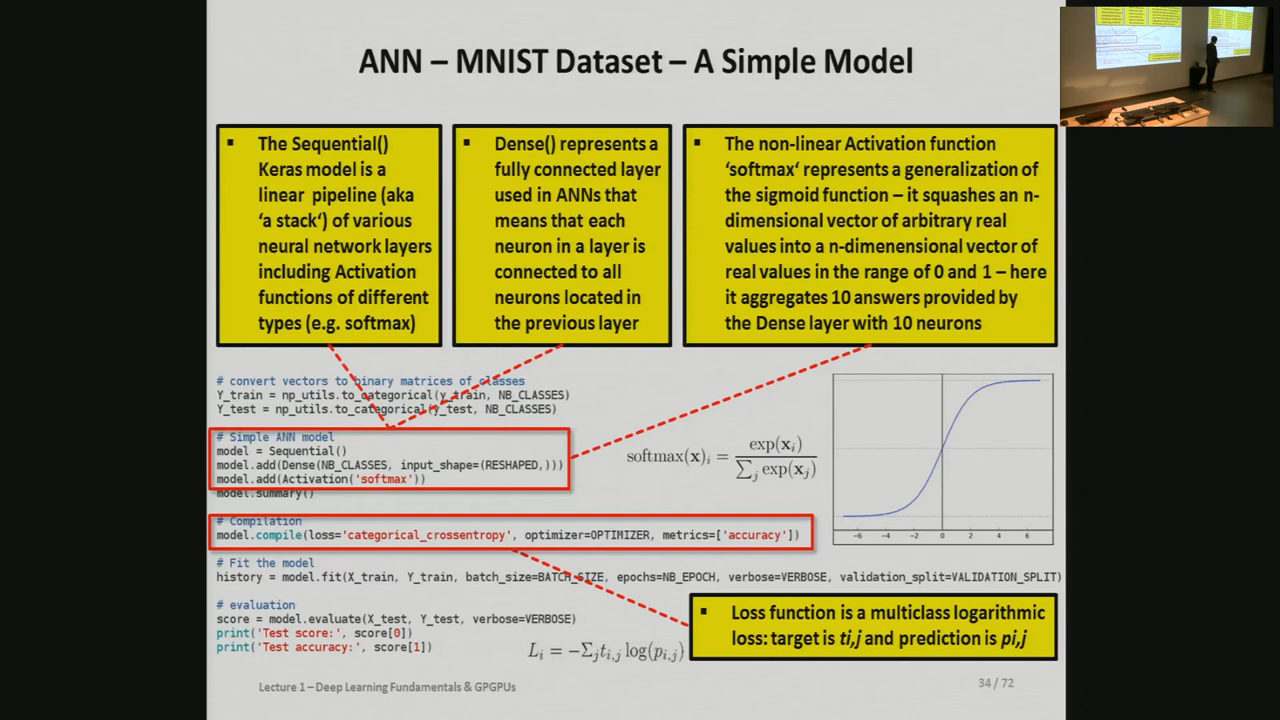 ANN – MNIST Dataset – A Simple Model
▪ The Sequential()
Keras model is a
linear pipeline (aka
‘a stack‘) of various
neural network layers
including Activation
functions of different
types (e.g. softmax)
▪ Dense() represents a
fully connected layer
used in ANNs that
means that each
neuron in a layer is
connected to all
neurons located in
the previous layer
▪ The non-linear Activation function
‘softmax‘ represents a generalization of
the sigmoid function – it squashes an n-
dimensional vector of arbitrary real
values into a n-dimenensional vector of
real values in the range of 0 and 1 – here
it aggregates 10 answers provided by
the Dense layer with 10 neurons
# convert vectors to binary matrices of classes
Y_train = np_utils.to_categorical(y_train, NB_CLASSES)
Y_test = np_utils.to_categorical(y_test, NB_CLASSES)
# Simple ANN model
model = Sequential()
model.add(Dense(NB_CLASSES, input_shape=(RESHAPED,)))
model.add(Activation('softmax'))
model.summary()
softmax(x)_i = exp(x_i) / ∑_j exp(x_j)
−6 −4 −2 0 2 4 6
# Compilation
model.compile(loss='categorical_crossentropy', optimizer=OPTIMIZER, metrics=['accuracy'])
# Fit the model
history = model.fit(X_train, Y_train, batch_size=BATCH_SIZE, epochs=NB_EPOCH, verbose=VERBOSE, validation_split=VALIDATION_SPLIT)
# evaluation
score = model.evaluate(X_test, Y_test, verbose=VERBOSE)
print('Test score:', score[0])
print('Test accuracy:', score[1])
L_i = −Σ_j t_{i,j} log(p_{i,j})
▪ Loss function is a multiclass logarithmic
loss: target is ti,j and prediction is pi,j
Lecture 1 – Deep Learning Fundamentals & GPGPUs
34 / 72